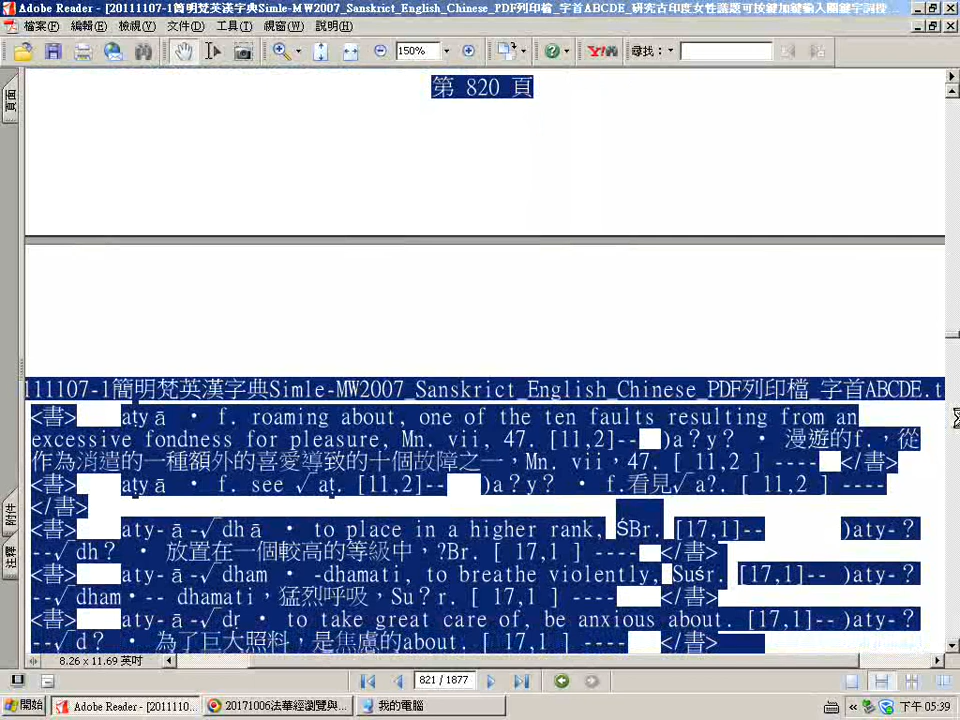 Adobe Reader - [20111107-1簡明梵英漢字典Simle-MW2007_Sanskrict_English_Chinese_PDF列印檔_字首ABCDE_研究古印度女性議題可按鍵加鍵輸入關鍵字詞搜
檔案(F) 編輯(E) 檢視(V) 文件(D) 工具(T) 視窗(W) 說明(H)
150% Y! 尋找:
頁面
第 820 頁
111107-1簡明梵英漢字典Simle-MW2007_Sanskrict_English_Chinese_PDF列印檔_字首ABCDE.t
<書> aṭyā • f. roaming about, one of the ten faults resulting from an
excessive fondness for pleasure, Mn. vii, 47. [11,2]-- )a?y? • 漫遊的f.,從
作為消遣的一種額外的喜愛導致的十個故障之一,Mn. vii,47. [ 11,2 ] ---- </書>
<書> aṭyā • f. see √aṭ. [11,2]-- )a?y? • f.看見√a?. [ 11,2 ] ----
</書>
<書> aty-ā-√dhā • to place in a higher rank, ŚBr. [17,1]-- )aty-?
--√dh? • 放置在一個較高的等級中,?Br. [ 17,1 ] ---- </書>
<書> aty-ā-√dham • -dhamati, to breathe violently, Suśr. [17,1]-- )aty-?
--√dham•-- dhamati,猛烈呼吸,Su?r. [ 17,1 ] ---- </書>
<書> aty-ā-√dṛ • to take great care of, be anxious about. [17,1]-- )aty-?
--√d? • 為了巨大照料,是焦慮的about. [ 17,1 ] ---- </書>
附件
注釋
8.26 x 11.69 英吋
821 / 1877
開始 Adobe Reader - [2011110... 20171006法華經瀏覽與... 我的電腦 下午 05:39